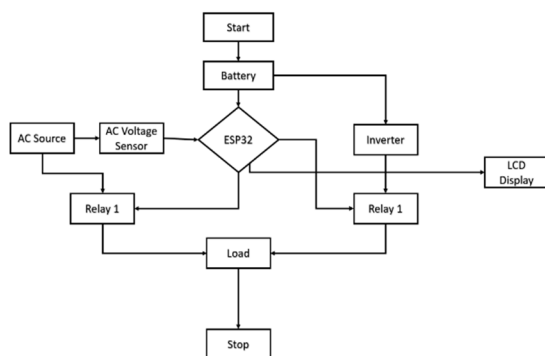 Start
Battery
AC Source
AC Voltage
Sensor
ESP32
Inverter
LCD
Display
Relay 1
Relay 1
Load
Stop